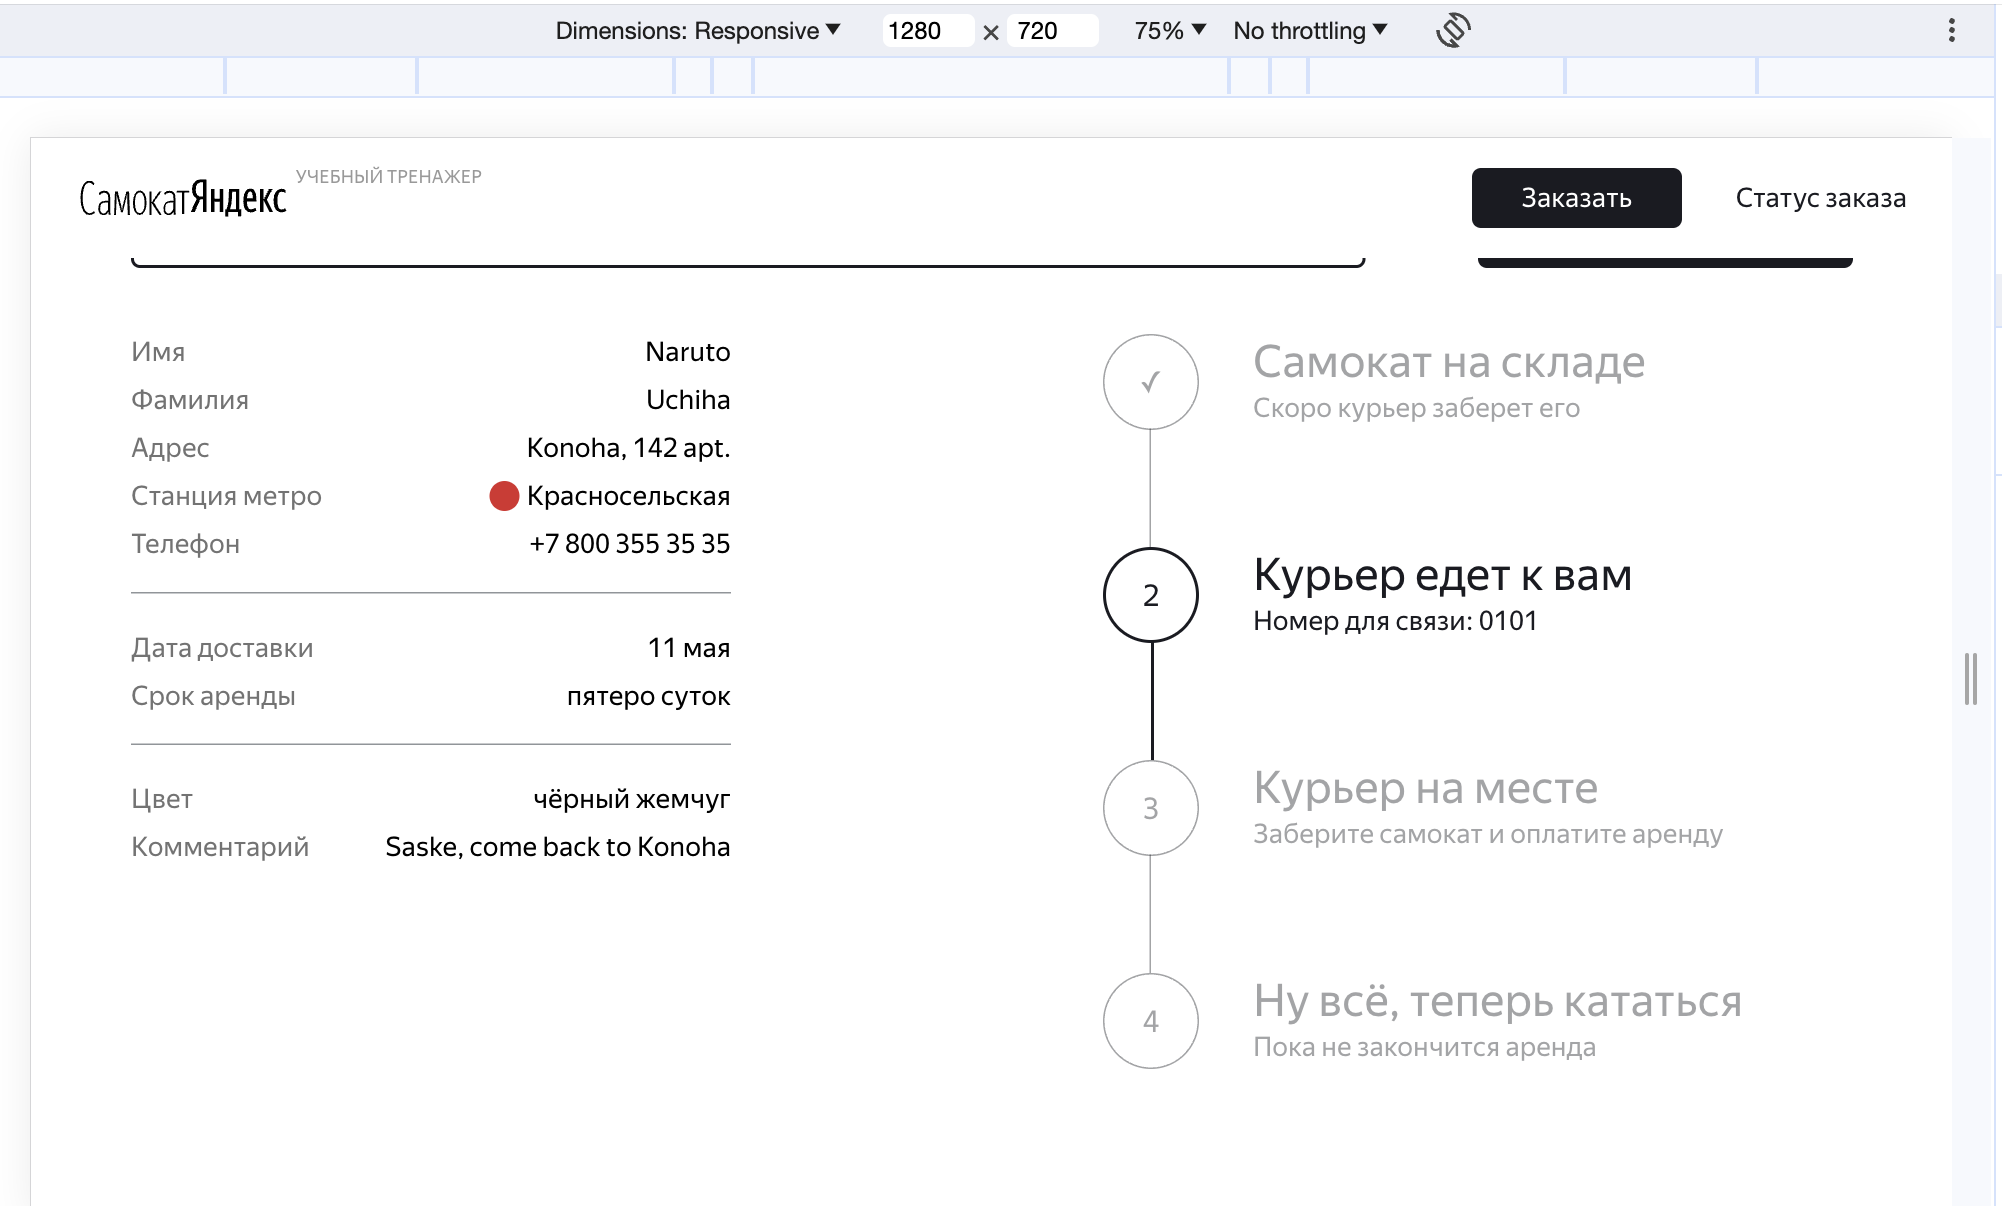 Dimensions: Responsive 1280 × 720 75% No throttling
СамокатЯндекс УЧЕБНЫЙ ТРЕНАЖЕР
Заказать
Статус заказа
Имя Naruto
Фамилия Uchiha
Адрес Konoha, 142 apt.
Станция метро Красносельская
Телефон +7 800 355 35 35
Дата доставки 11 мая
Срок аренды пятеро суток
Цвет чёрный жемчуг
Комментарий Saske, come back to Konoha
✓
Самокат на складе
Скоро курьер заберет его
2
Курьер едет к вам
Номер для связи: 0101
3
Курьер на месте
Заберите самокат и оплатите аренду
4
Ну всё, теперь кататься
Пока не закончится аренда